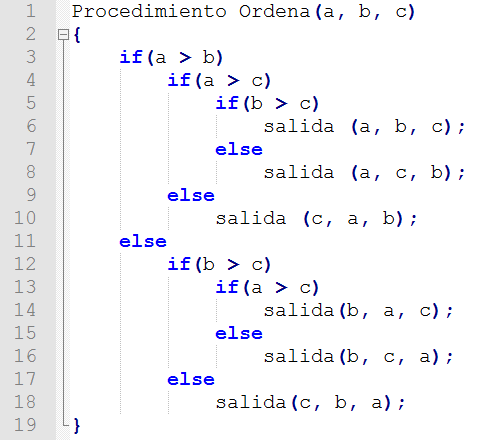 1 Procedimiento Ordena(a, b, c)
2 {
3 if(a > b)
4 if(a > c)
5 if(b > c)
6 salida (a, b, c);
7 else
8 salida (a, c, b);
9 else
10 salida (c, a, b);
11 else
12 if(b > c)
13 if(a > c)
14 salida(b, a, c);
15 else
16 salida(b, c, a);
17 else
18 salida(c, b, a);
19 }